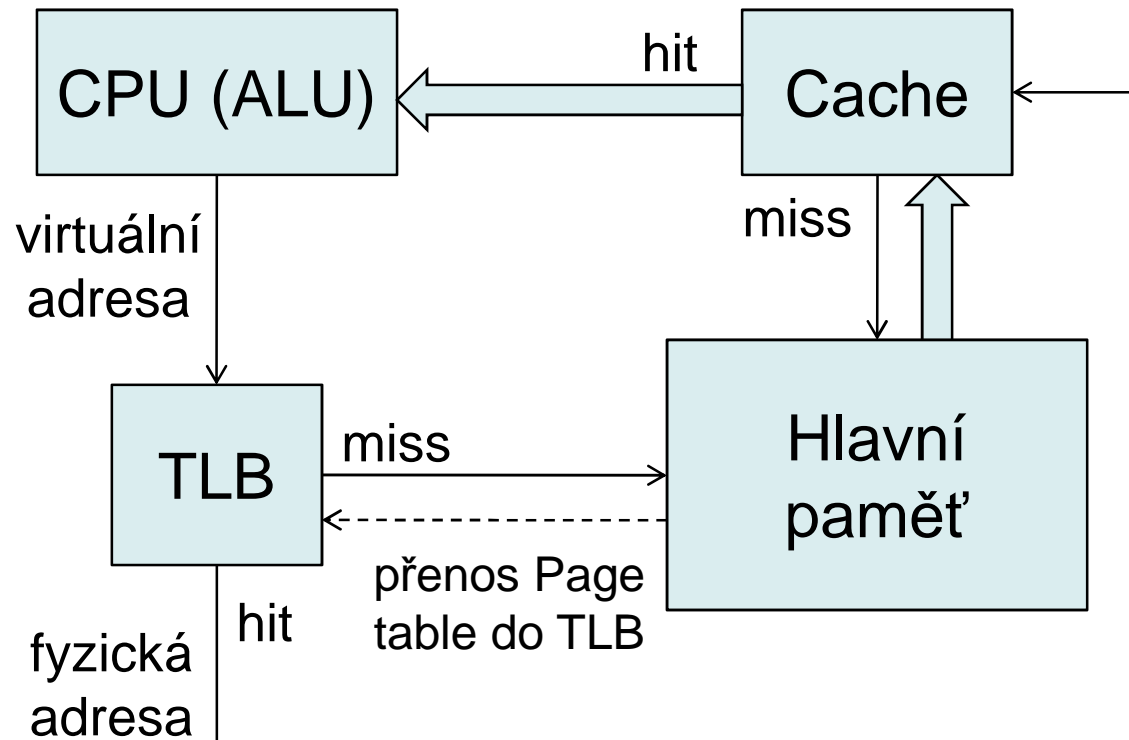 CPU (ALU)
hit
Cache
virtuální
adresa
miss
TLB
miss
Hlavní
paměť
přenos Page
table do TLB
hit
fyzická
adresa